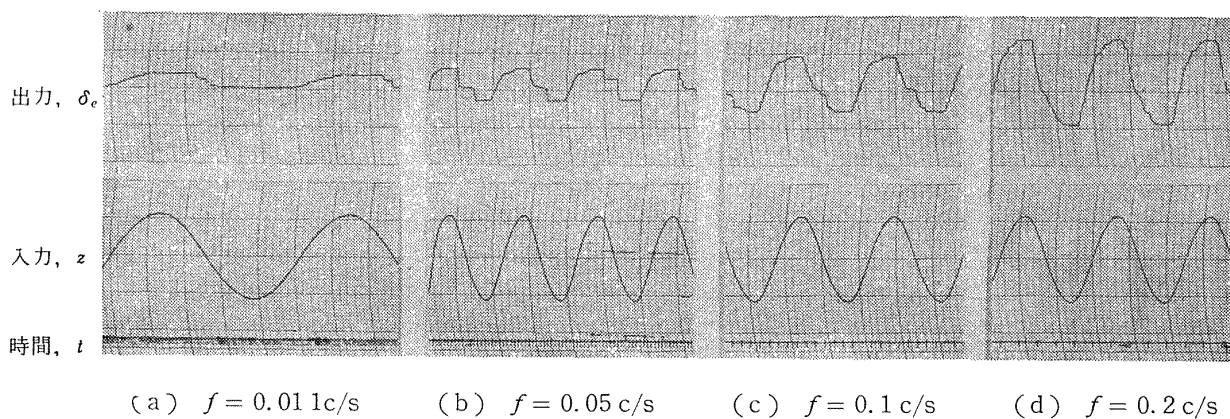 出力, δe
入力, z
時間, t
(a) f = 0.01 1c/s (b) f = 0.05 c/s (c) f = 0.1 c/s (d) f = 0.2 c/s